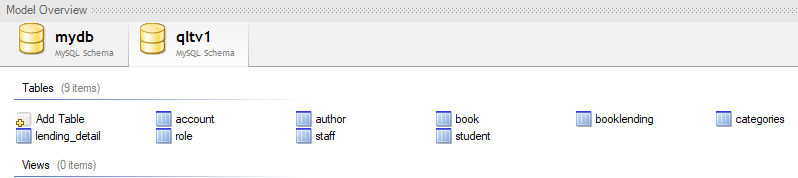 Model Overview
mydb
MySQL Schema
qltv1
MySQL Schema
Tables (9 items)
Add Table account author book booklending categories
lending_detail role staff student
Views (0 items)